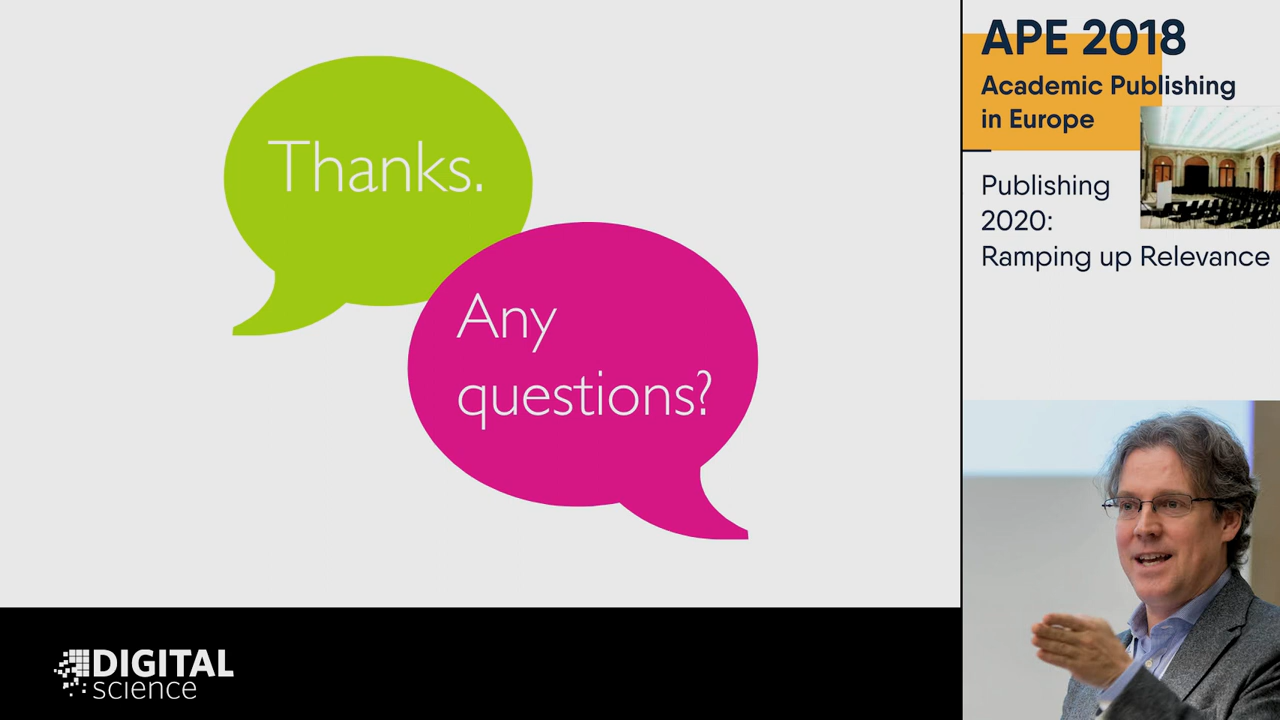 Thanks.
Any
questions?
DIGITAL
science
APE 2018
Academic Publishing
in Europe
Publishing
2020:
Ramping up Relevance